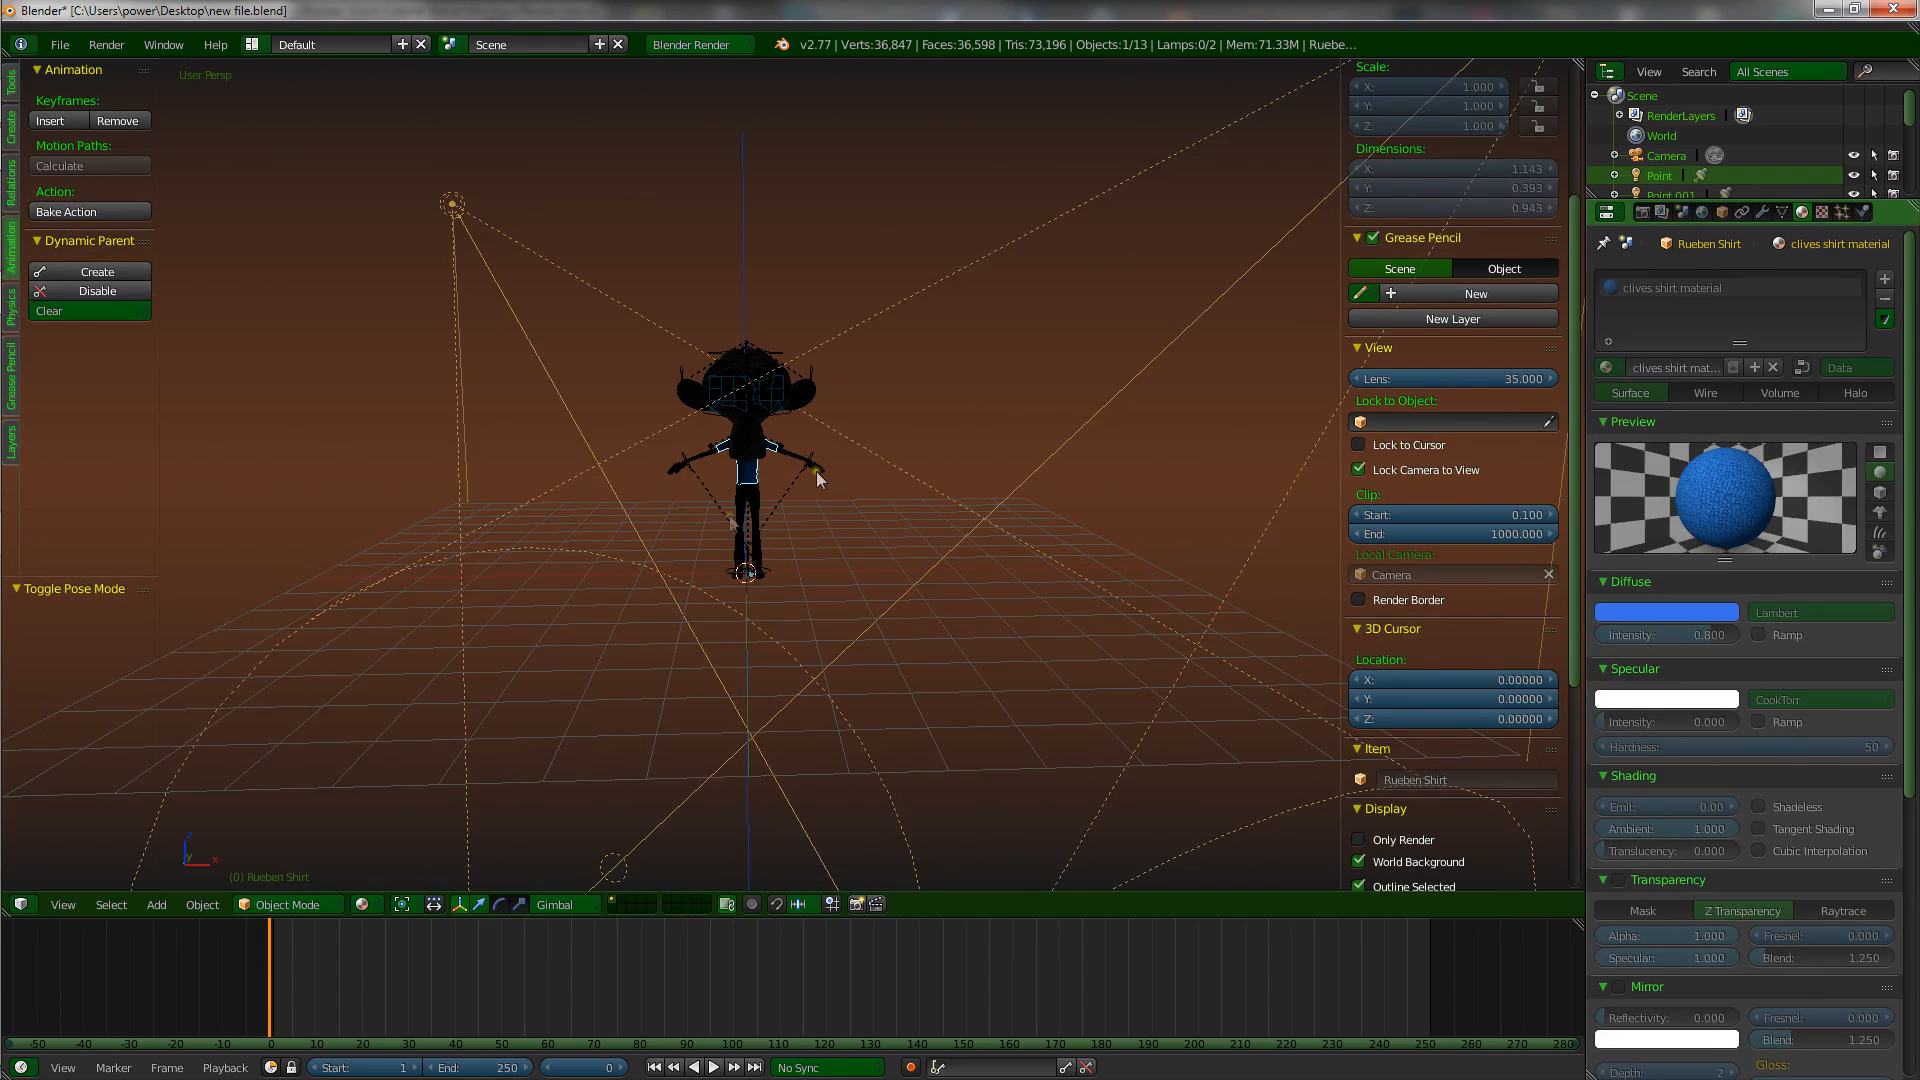 Blender* [C:\Users\power\Desktop\new file.blend]
File Render Window Help Default Scene Blender Render v2.77 | Verts:36,847 | Faces:36,598 | Tris:73,196 | Objects:1/13 | Lamps:0/2 | Mem:71.33M | Ruebe...
Tools
Create
Relations
Animation
Physics
Grease Pencil
Layers
Animation
Keyframes:
Insert Remove
Motion Paths:
Calculate
Action:
Bake Action
Dynamic Parent
Create
Disable
Clear
Toggle Pose Mode
User Persp
(0) Rueben Shirt
Scale:
X: 1.000
Y: 1.000
Z: 1.000
Dimensions:
X: 1.143
Y: 0.393
Z: 0.943
Grease Pencil
Scene Object
New
New Layer
View
Lens: 35.000
Lock to Object:
Lock to Cursor
Lock Camera to View
Clip:
Start: 0.100
End: 1000.000
Local Camera:
Camera
Render Border
3D Cursor
Location:
X: 0.00000
Y: 0.00000
Z: 0.00000
Item
Rueben Shirt
Display
Only Render
World Background
Outline Selected
View Search All Scenes
Scene
RenderLayers
World
Camera
Point
Point.001
Rueben Shirt clives shirt material
clives shirt material
clives shirt mat... Data
Surface Wire Volume Halo
Preview
Diffuse
Lambert
Intensity: 0.800 Ramp
Specular
CookTorr
Intensity: 0.000 Ramp
Hardness: 50
Shading
Emit: 0.00 Shadeless
Ambient: 1.000 Tangent Shading
Translucency: 0.000 Cubic Interpolation
Transparency
Mask Z Transparency Raytrace
Alpha: 1.000 Fresnel: 0.000
Specular: 1.000 Blend: 1.250
Mirror
Reflectivity: 0.000 Fresnel: 0.000
Blend: 1.250
Gloss:
Depth: 2
View Select Add Object Object Mode Gimbal
-50 -40 -30 -20 -10 0 10 20 30 40 50 60 70 80 90 100 110 120 130 140 150 160 170 180 190 200 210 220 230 240 250 260 270 280
View Marker Frame Playback Start: 1 End: 250 0 No Sync